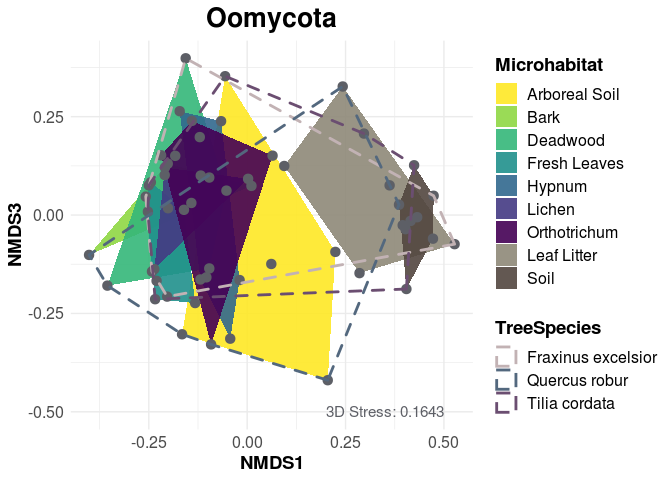 Oomycota
NMDS3
0.25
0.00
-0.25
-0.50
-0.25
0.00
0.25
0.50
NMDS1
3D Stress: 0.1643
Microhabitat
Arboreal Soil
Bark
Deadwood
Fresh Leaves
Hypnum
Lichen
Orthotrichum
Leaf Litter
Soil
TreeSpecies
Fraxinus excelsior
Quercus robur
Tilia cordata